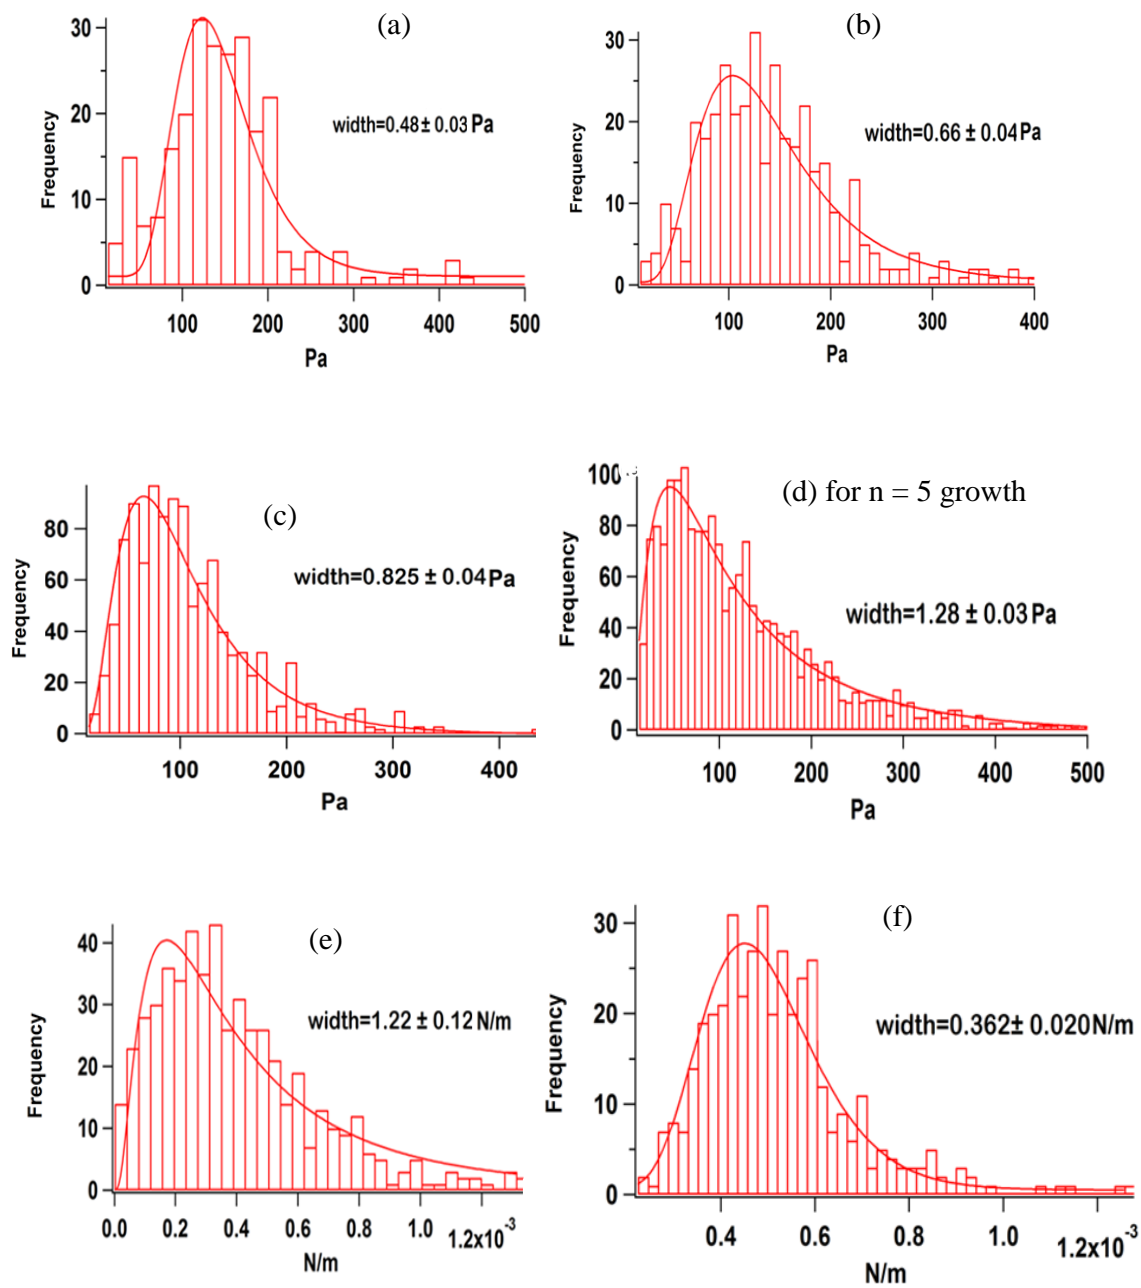 (a)
30
20
10
0
Frequency
width=0.48 ± 0.03 Pa
100 200 300 400 500
Pa
(b)
30
20
10
0
Frequency
width=0.66 ± 0.04Pa
100 200 300 400
Pa
(c)
80
60
40
20
0
Frequency
width=0.825 ± 0.04 Pa
100 200 300 400
Pa
(d) for n = 5 growth
100
80
60
40
20
0
Frequency
width=1.28 ± 0.03 Pa
100 200 300 400 500
Pa
(e)
40
30
20
10
0
Frequency
width=1.22 ± 0.12 N/m
0.0 0.2 0.4 0.6 0.8 1.0 1.2x10⁻³
N/m
(f)
30
20
10
0
Frequency
width=0.362± 0.020N/m
0.4 0.6 0.8 1.0 1.2x10⁻³
N/m